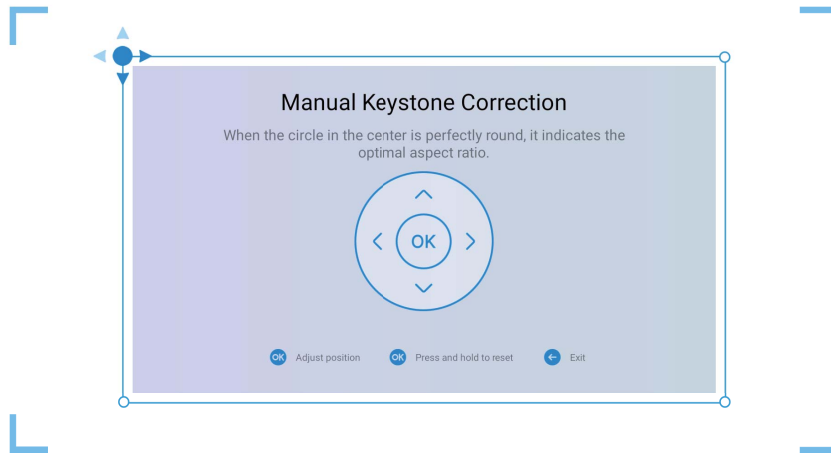 Manual Keystone Correction
When the circle in the center is perfectly round, it indicates the
optimal aspect ratio.
OK
OK Adjust position OK Press and hold to reset Exit